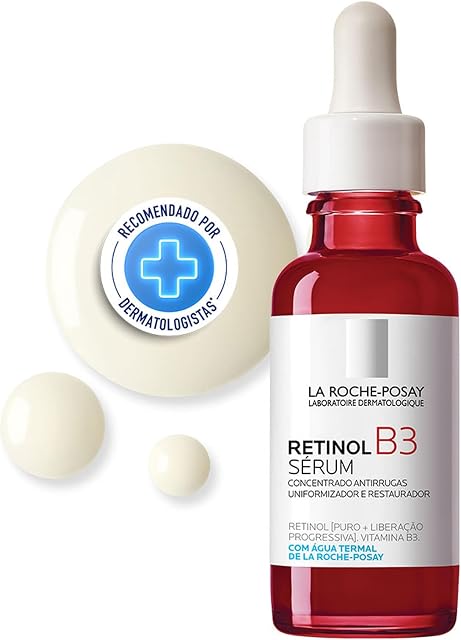 RECOMENDADO POR
DERMATOLOGISTAS*
LA ROCHE-POSAY
LABORATOIRE DERMATOLOGIQUE
RETINOL B3
SÉRUM
CONCENTRADO ANTIRRUGAS
UNIFORMIZADOR E RESTAURADOR
RETINOL [PURO + LIBERAÇÃO
PROGRESSIVA]. VITAMINA B3.
COM ÁGUA TERMAL
DE LA ROCHE-POSAY